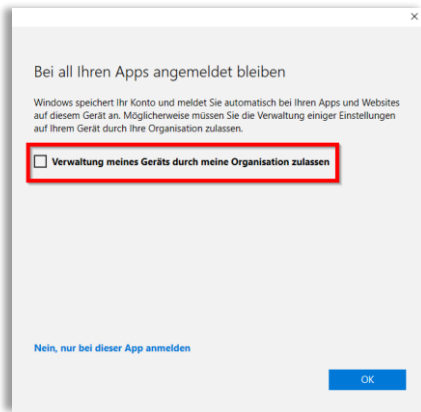 Bei all Ihren Apps angemeldet bleiben
Windows speichert Ihr Konto und meldet Sie automatisch bei Ihren Apps und Websites
auf diesem Gerät an. Möglicherweise müssen Sie die Verwaltung einiger Einstellungen
auf Ihrem Gerät durch Ihre Organisation zulassen.
Verwaltung meines Geräts durch meine Organisation zulassen
Nein, nur bei dieser App anmelden
OK